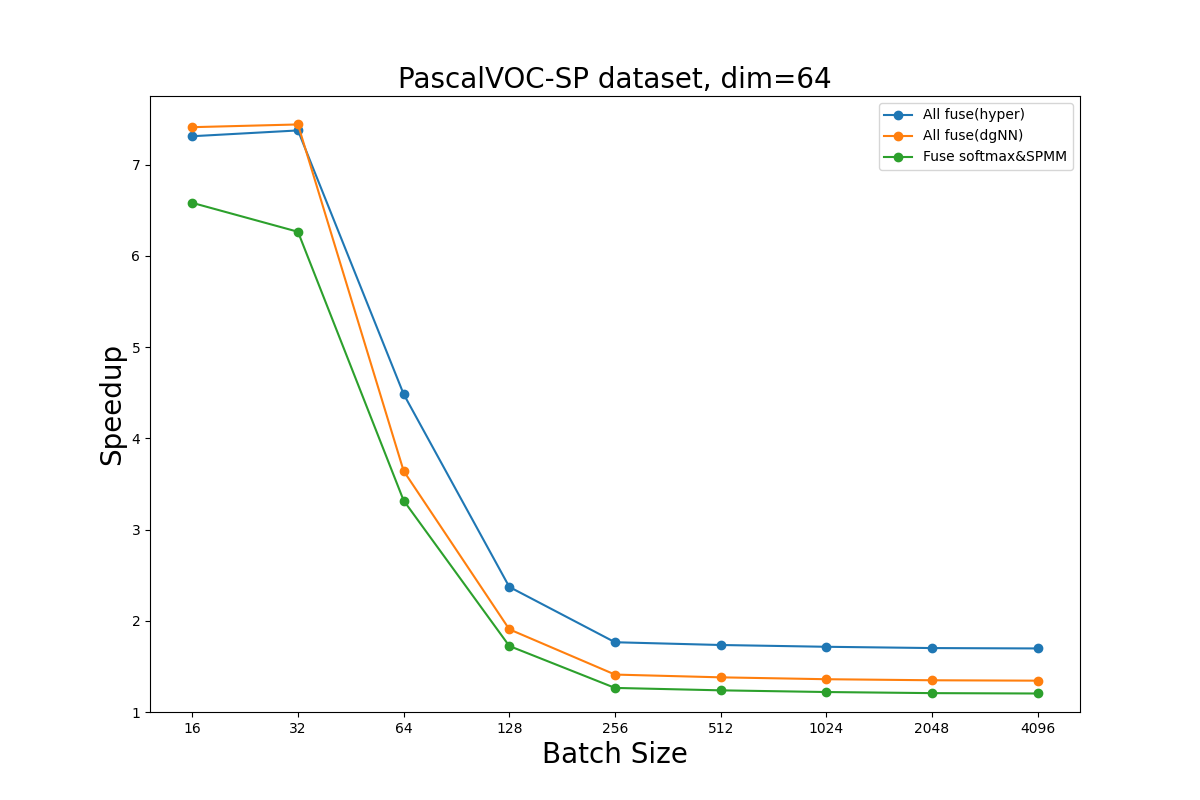 PascalVOC-SP dataset, dim=64
All fuse(hyper)
All fuse(dgNN)
Fuse softmax&SPMM
Speedup
7
6
5
4
3
2
1
16 32 64 128 256 512 1024 2048 4096
Batch Size